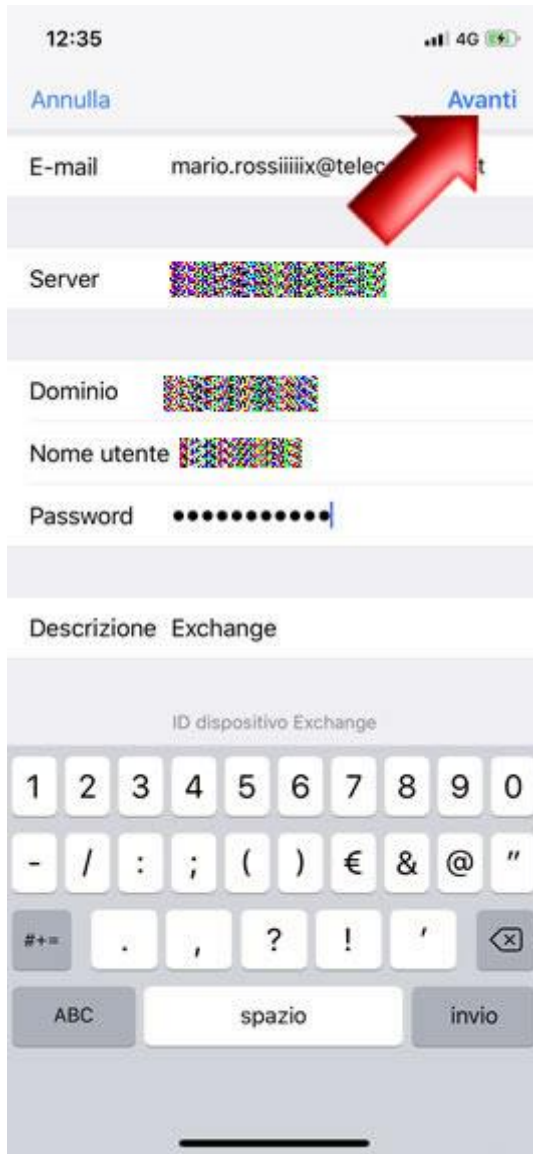 12:35 4G
Annulla Avanti
E-mail mario.rossiiiiix@telec t
Server
Dominio
Nome utente
Password •••••••••••
Descrizione Exchange
ID dispositivo Exchange
1 2 3 4 5 6 7 8 9 0
- / : ; ( ) € & @ "
#+= . , ? ! '
ABC spazio invio